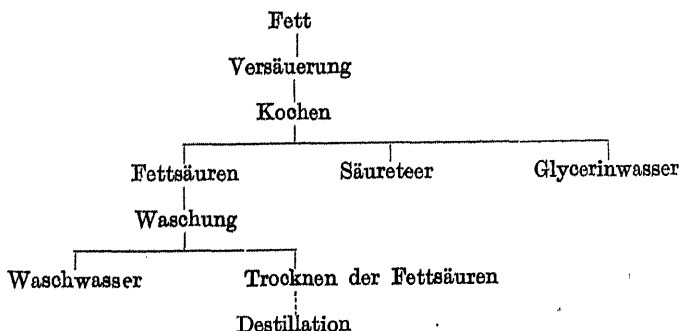 Fett
Versäuerung
Kochen
Fettsäuren Säureteer Glycerinwasser
Waschung
Waschwasser Trocknen der Fettsäuren
Destillation